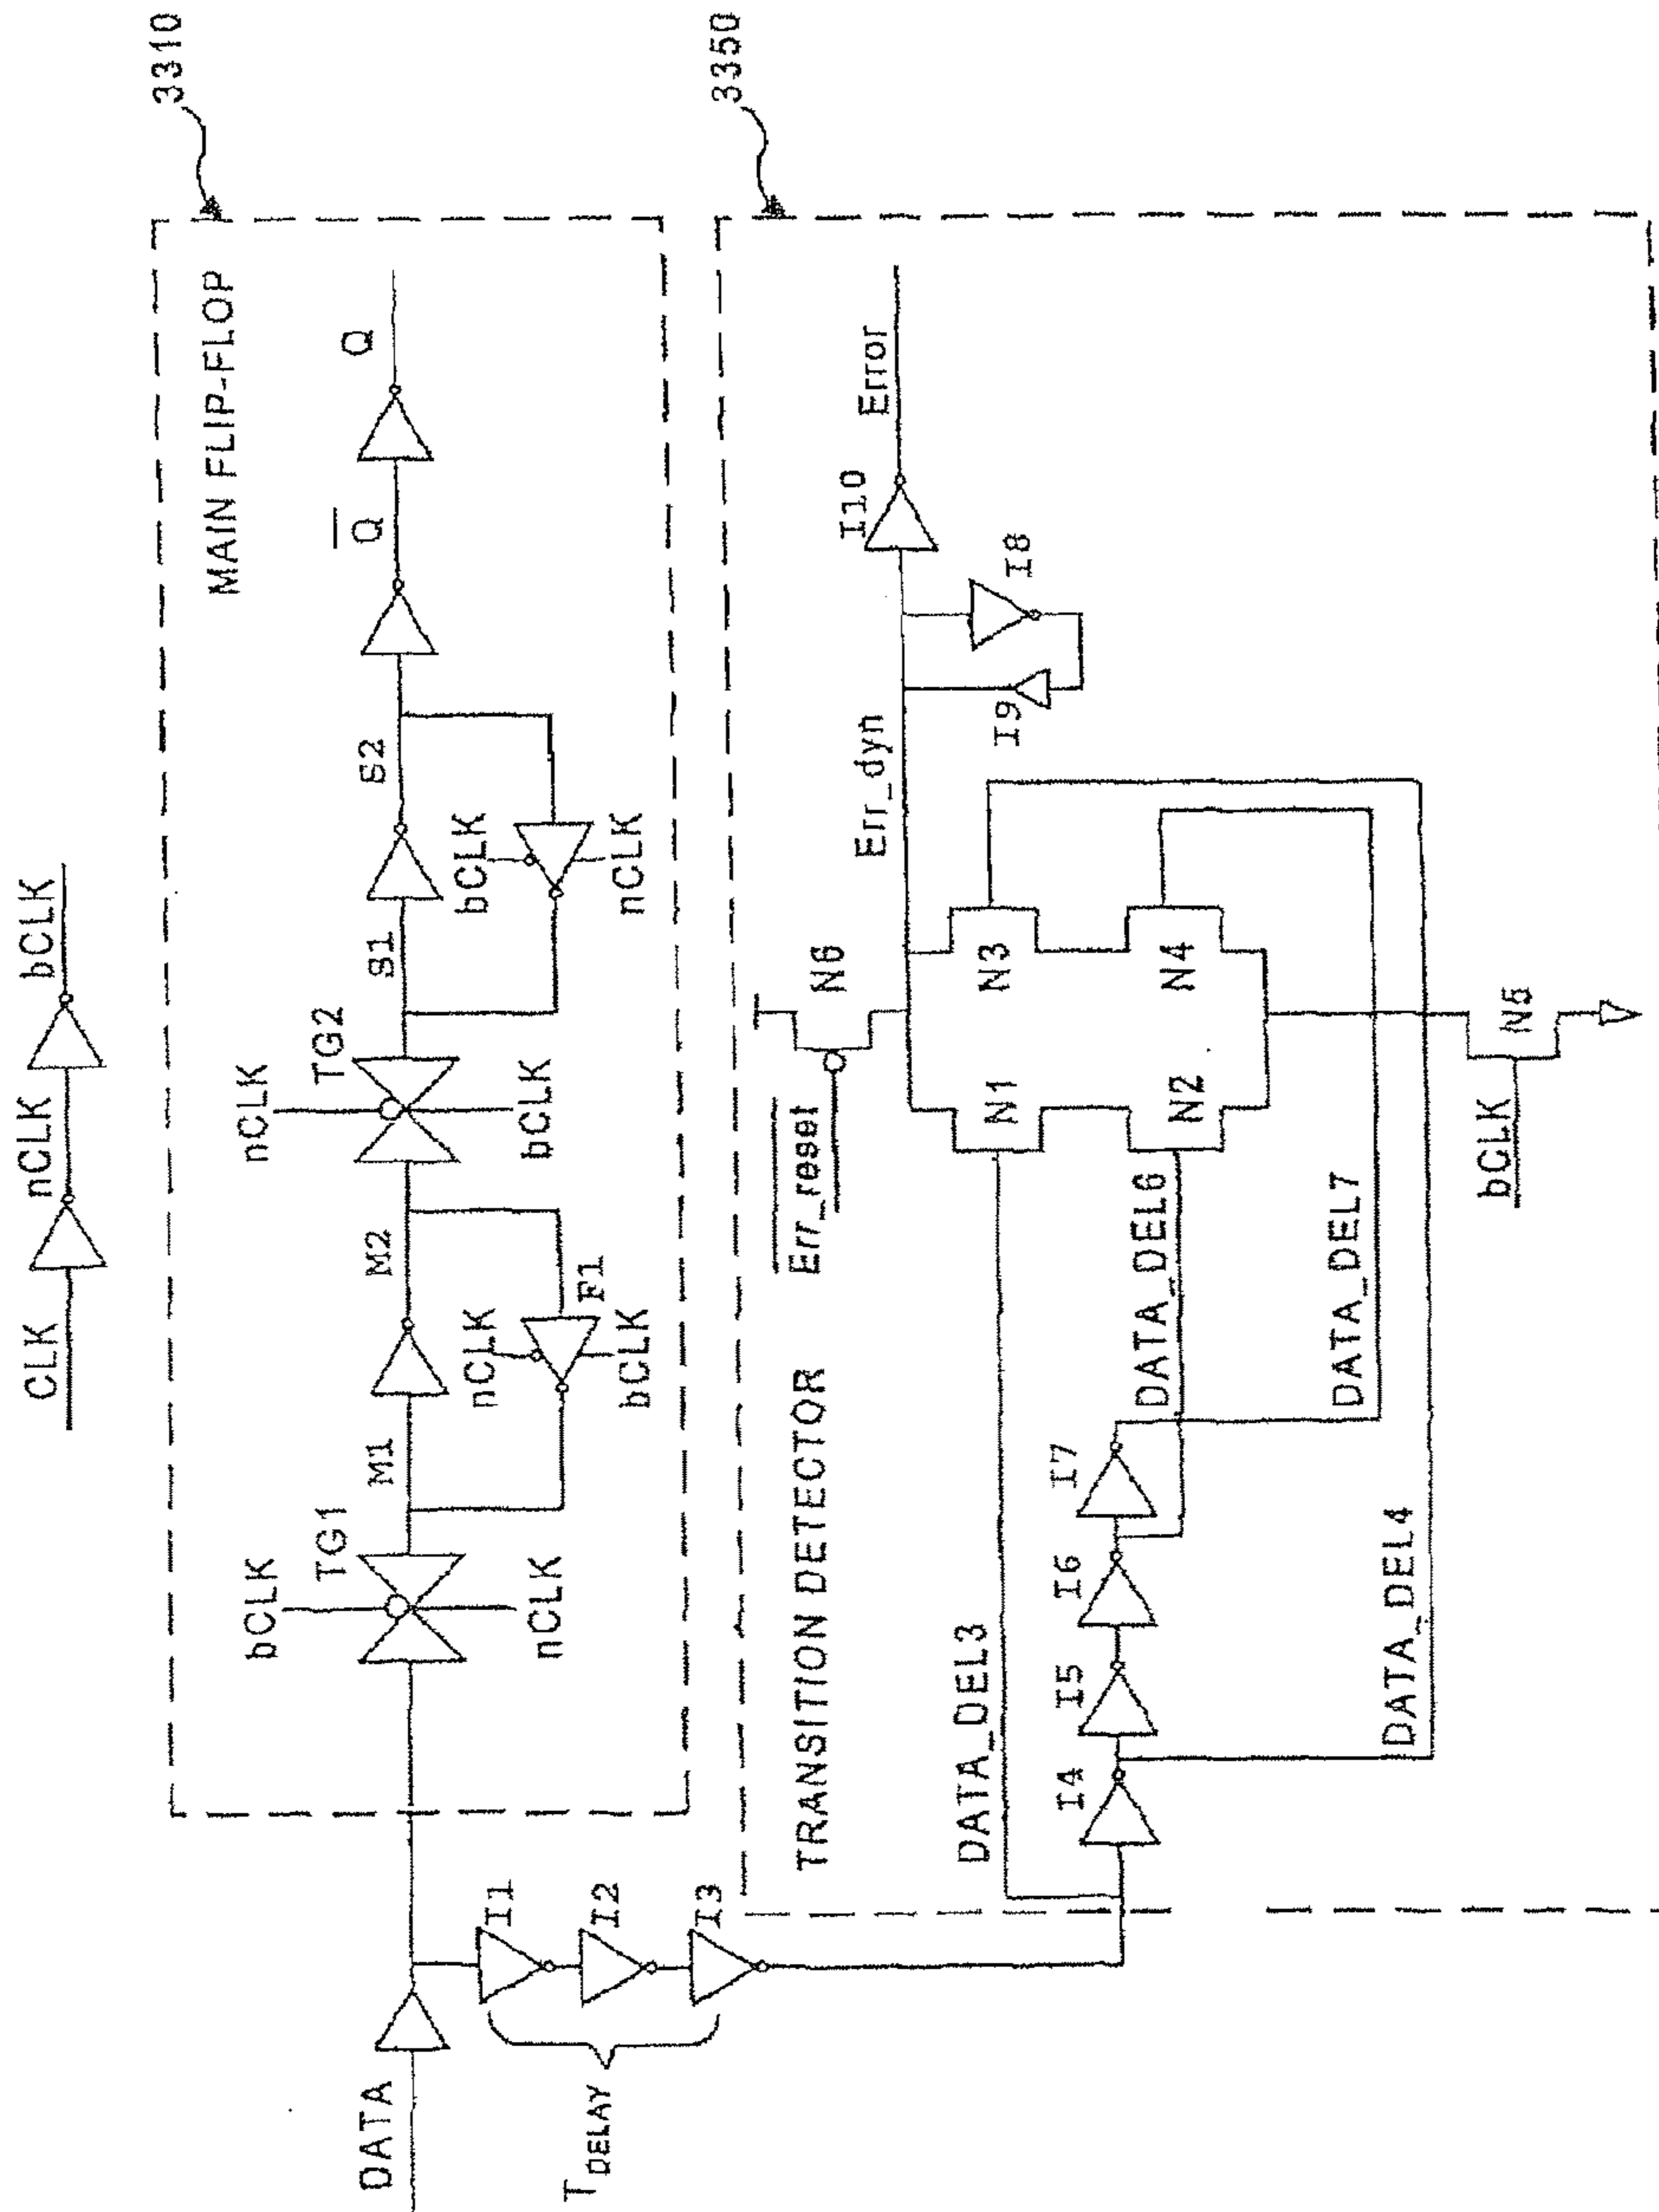 CLK
nCLK
bCLK
3310
MAIN FLIP-FLOP
DATA
bCLK
TG1
nCLK
M1
M2
nCLK
F1
bCLK
nCLK
TG2
bCLK
S1
S2
bCLK
nCLK
Q
Q
T DELAY
I1
I2
I3
3350
TRANSITION DETECTOR
Err_reset
N6
Err_dyn
I10
Error
I9
I8
DATA_DEL3
N1
N3
I4
I5
I6
I7
DATA_DEL6
N2
N4
DATA_DEL7
DATA_DEL4
bCLK
N5